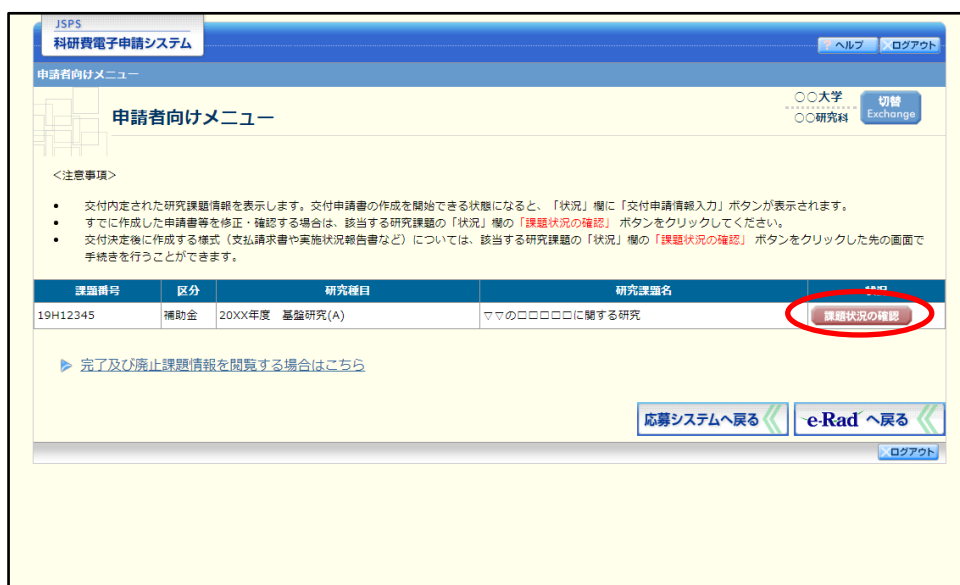 JSPS
科研費電子申請システム
ヘルプ ログアウト
申請者向けメニュー
申請者向けメニュー
○○大学
○○研究科
切替
Exchange
<注意事項>
• 交付内定された研究課題情報を表示します。交付申請書の作成を開始できる状態になると、「状況」欄に「交付申請情報入力」ボタンが表示されます。
• すでに作成した申請書等を修正・確認する場合は、該当する研究課題の「状況」欄の「課題状況の確認」 ボタンをクリックしてください。
• 交付決定後に作成する様式（支払請求書や実施状況報告書など）については、該当する研究課題の「状況」欄の「課題状況の確認」 ボタンをクリックした先の画面で
手続きを行うことができます。
課題番号 区分 研究種目 研究課題名 状況
19H12345 補助金 20XX年度 基盤研究(A) ▽▽の□□□□□に関する研究 課題状況の確認
完了及び廃止課題情報を閲覧する場合はこちら
応募システムへ戻る e-Rad へ戻る
ログアウト